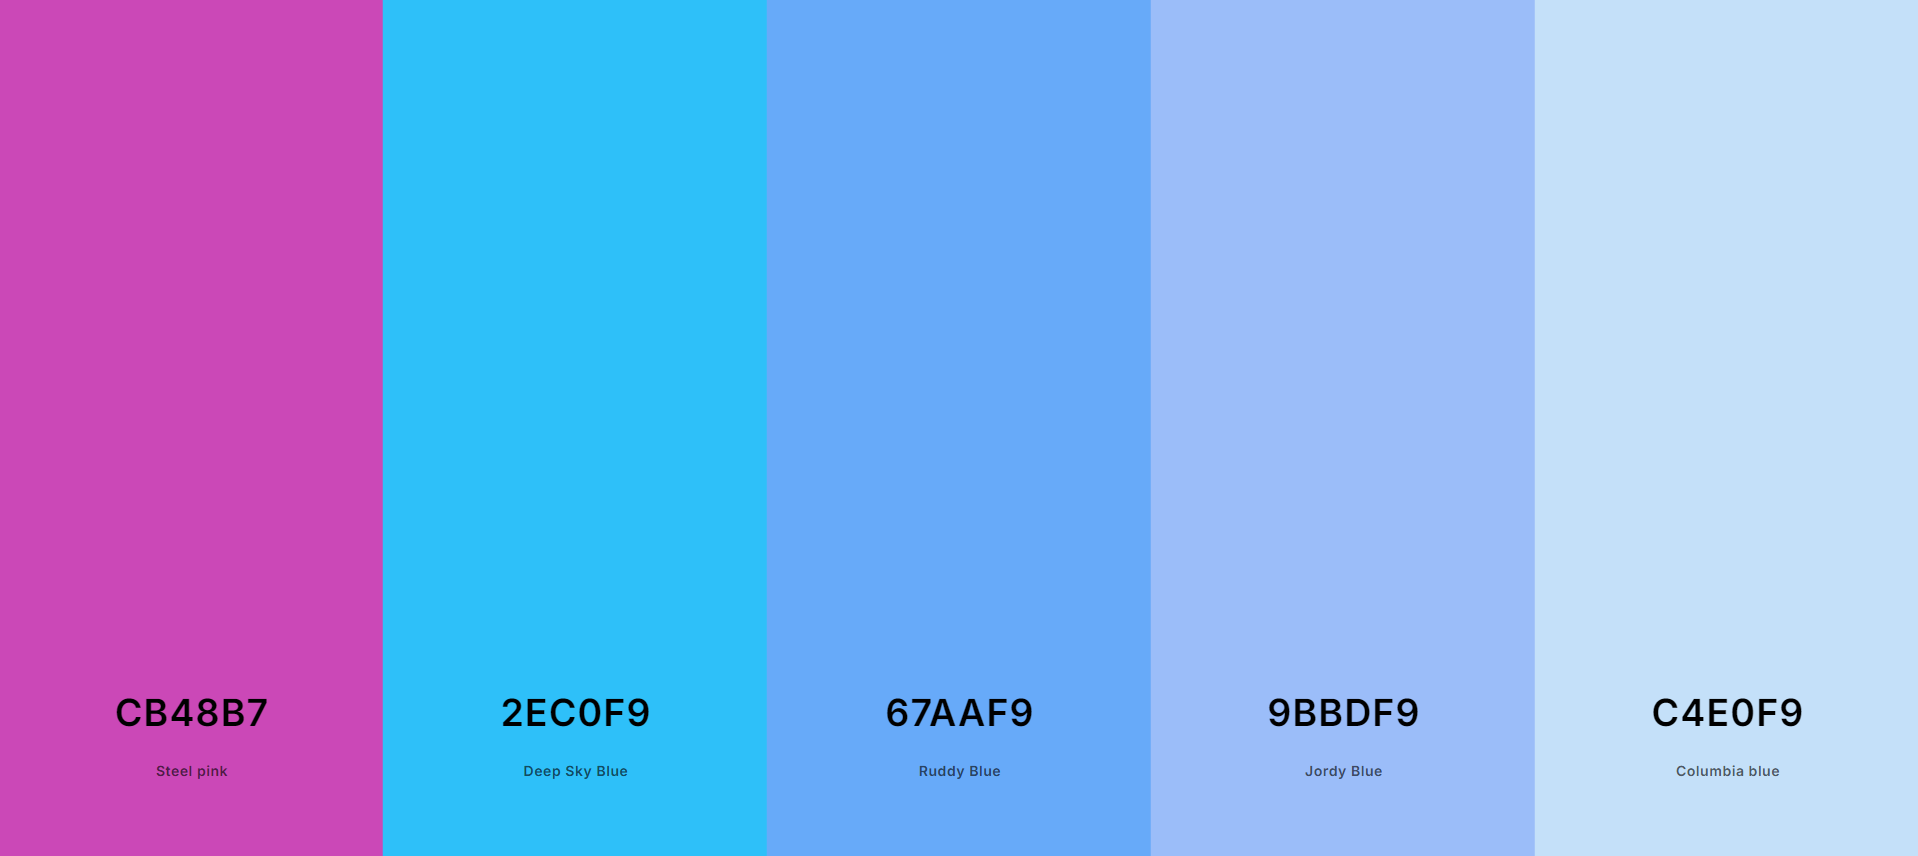 CB48B7
Steel pink
2EC0F9
Deep Sky Blue
67AAF9
Ruddy Blue
9BBDF9
Jordy Blue
C4E0F9
Columbia blue